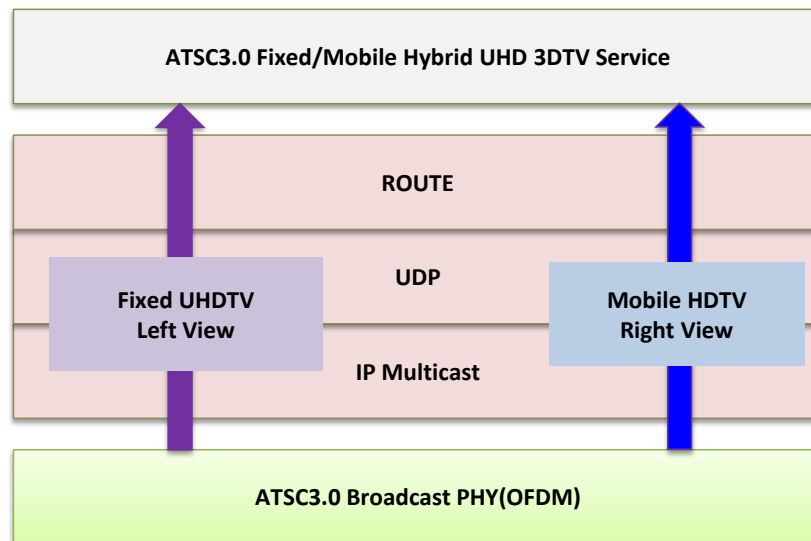 ATSC3.0 Fixed/Mobile Hybrid UHD 3DTV Service
ROUTE
UDP
Fixed UHDTV
Left View
Mobile HDTV
Right View
IP Multicast
ATSC3.0 Broadcast PHY(OFDM)